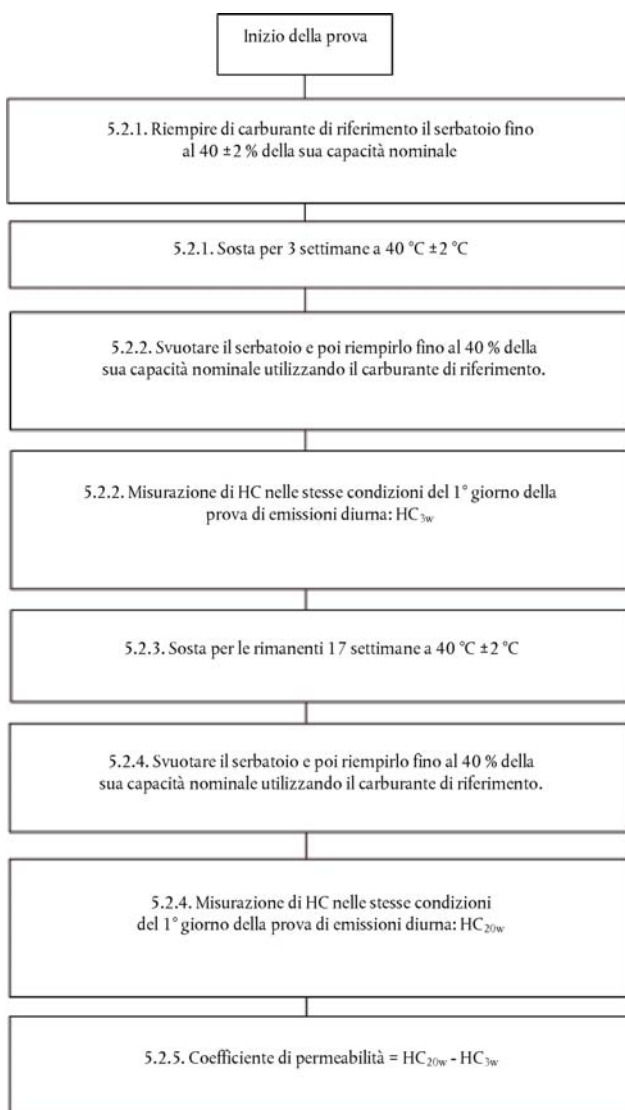 Inizio della prova
5.2.1. Riempire di carburante di riferimento il serbatoio fino
al 40 ±2 % della sua capacità nominale
5.2.1. Sosta per 3 settimane a 40 °C ±2 °C
5.2.2. Svuotare il serbatoio e poi riempirlo fino al 40 % della
sua capacità nominale utilizzando il carburante di riferimento.
5.2.2. Misurazione di HC nelle stesse condizioni del 1° giorno della
prova di emissioni diurna: HC3w
5.2.3. Sosta per le rimanenti 17 settimane a 40 °C ±2 °C
5.2.4. Svuotare il serbatoio e poi riempirlo fino al 40 % della
sua capacità nominale utilizzando il carburante di riferimento.
5.2.4. Misurazione di HC nelle stesse condizioni
del 1° giorno della prova di emissioni diurna: HC20w
5.2.5. Coefficiente di permeabilità = HC20w - HC3w